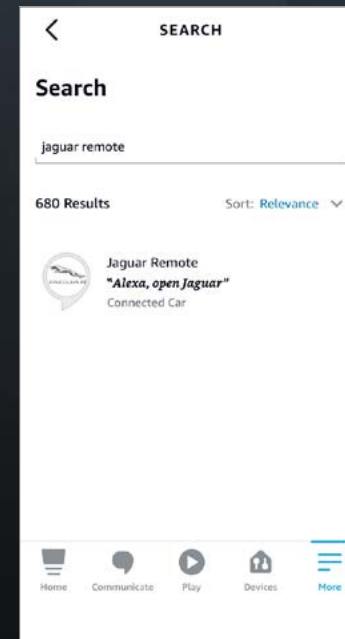 SEARCH
Search
jaguar remote
680 Results Sort: Relevance
Jaguar Remote
"Alexa, open Jaguar"
Connected Car
JAGUAR
Home Communicate Play Devices More